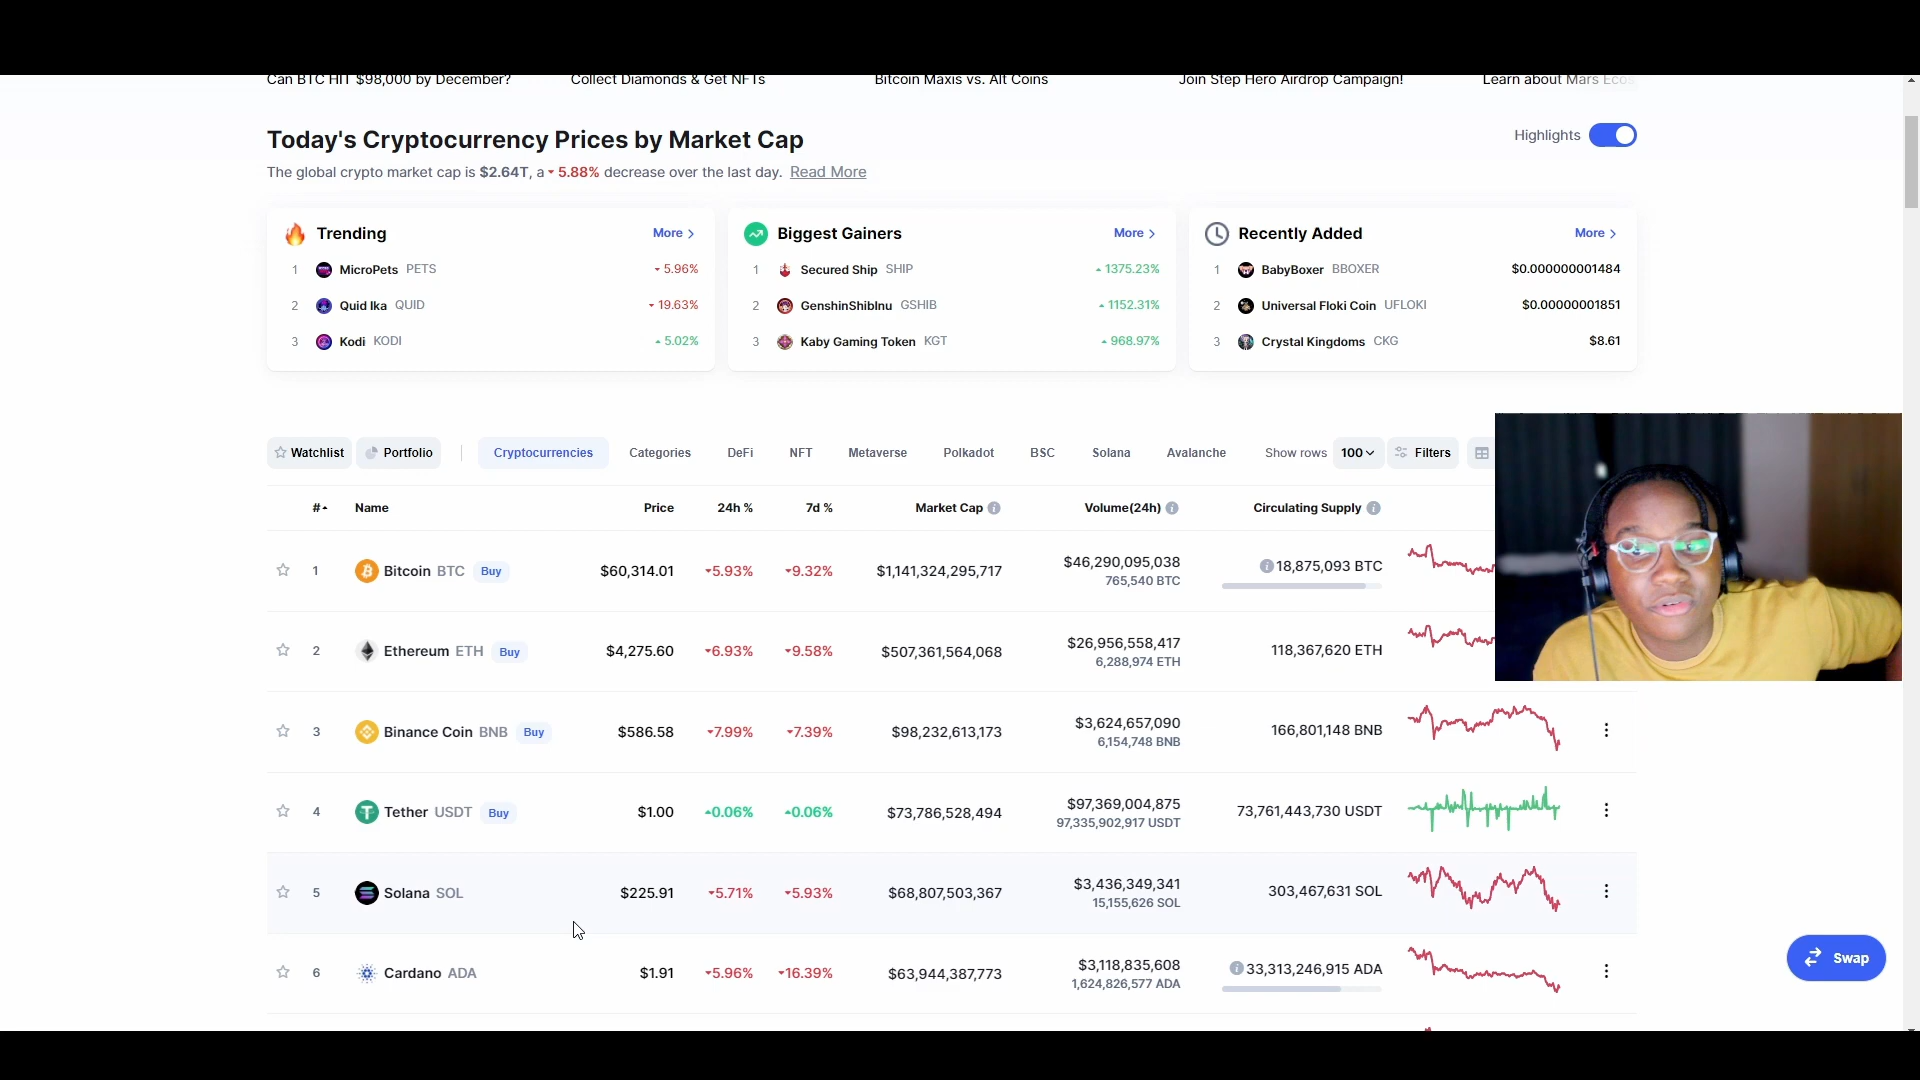 Can BTC HIT $98,000 by December? Collect Diamonds & Get NFTs Bitcoin Maxis vs. Alt Coins Join Step Hero Airdrop Campaign! Learn about Mars Ecos
Today's Cryptocurrency Prices by Market Cap
Highlights
The global crypto market cap is $2.64T, a 5.88% decrease over the last day. Read More
Trending More
1 MicroPets PETS 5.96%
2 Quid Ika QUID 19.63%
3 Kodi KODI 5.02%
Biggest Gainers More
1 Secured Ship SHIP 1375.23%
2 GenshinShibInu GSHIB 1152.31%
3 Kaby Gaming Token KGT 968.97%
Recently Added More
1 BabyBoxer BBOXER $0.000000001484
2 Universal Floki Coin UFLOKI $0.00000001851
3 Crystal Kingdoms CKG $8.61
Watchlist Portfolio Cryptocurrencies Categories DeFi NFT Metaverse Polkadot BSC Solana Avalanche Show rows 100 Filters
# Name Price 24h % 7d % Market Cap Volume(24h) Circulating Supply
1 Bitcoin BTC Buy $60,314.01 5.93% 9.32% $1,141,324,295,717 $46,290,095,038 18,875,093 BTC
765,540 BTC
2 Ethereum ETH Buy $4,275.60 6.93% 9.58% $507,361,564,068 $26,956,558,417 118,367,620 ETH
6,288,974 ETH
3 Binance Coin BNB Buy $586.58 7.99% 7.39% $98,232,613,173 $3,624,657,090 166,801,148 BNB
6,154,748 BNB
4 Tether USDT Buy $1.00 0.06% 0.06% $73,786,528,494 $97,369,004,875 73,761,443,730 USDT
97,335,902,917 USDT
5 Solana SOL $225.91 5.71% 5.93% $68,807,503,367 $3,436,349,341 303,467,631 SOL
15,155,626 SOL
6 Cardano ADA $1.91 5.96% 16.39% $63,944,387,773 $3,118,835,608 33,313,246,915 ADA
1,624,826,577 ADA
Swap